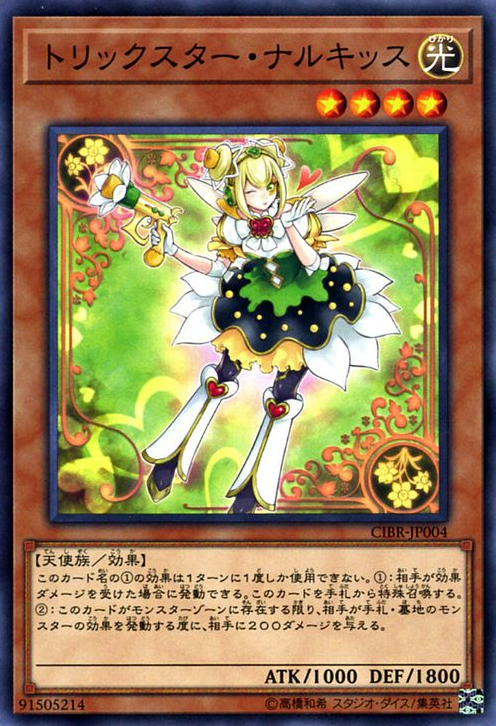 トリックスター・ナルキッス
光
CIBR-JP004
【天使族／効果】
このカード名の①の効果は1ターンに1度しか使用できない。①：相手が効果
ダメージを受けた場合に発動できる。このカードを手札から特殊召喚する。
②：このカードがモンスターゾーンに存在する限り、相手が手札・墓地のモン
スターの効果を発動する度に、相手に200ダメージを与える。
ATK/1000 DEF/1800
91505214
©高橋和希 スタジオ・ダイス/集英社